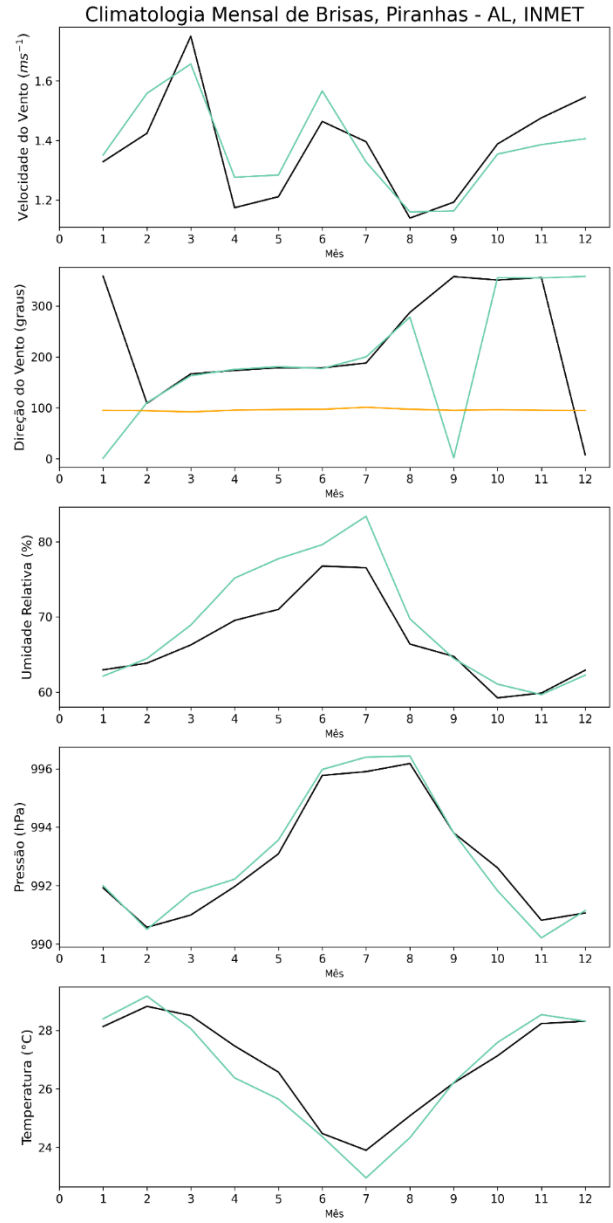 Climatologia Mensal de Brisas, Piranhas - AL, INMET
Velocidade do Vento (ms⁻¹)
1.6
1.4
1.2
0 1 2 3 4 5 6 7 8 9 10 11 12
Mês
Direção do Vento (graus)
300
200
100
0
0 1 2 3 4 5 6 7 8 9 10 11 12
Mês
Umidade Relativa (%)
80
70
60
0 1 2 3 4 5 6 7 8 9 10 11 12
Mês
Pressão (hPa)
996
994
992
990
0 1 2 3 4 5 6 7 8 9 10 11 12
Mês
Temperatura (°C)
28
26
24
0 1 2 3 4 5 6 7 8 9 10 11 12
Mês